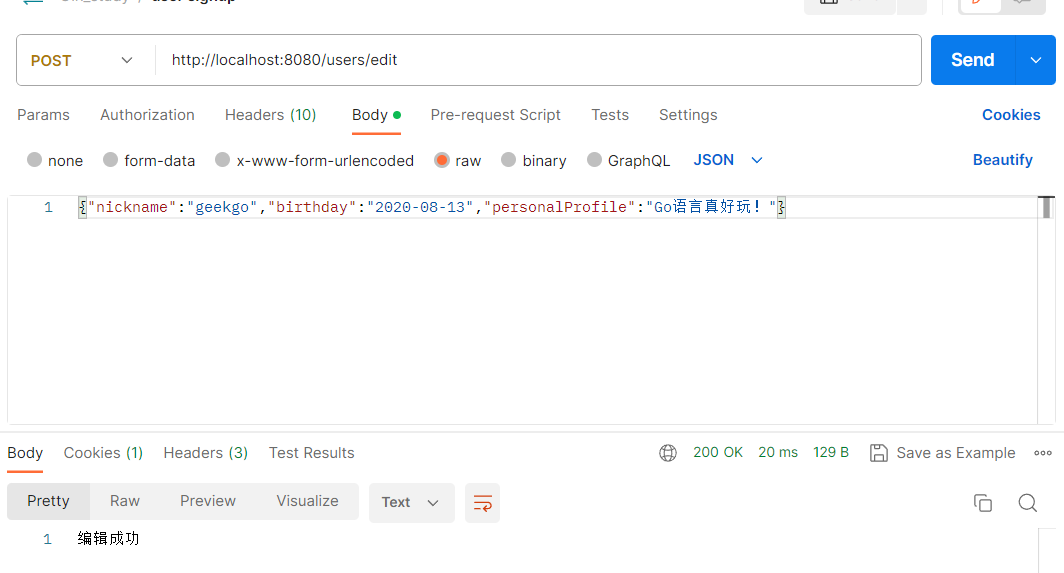 POST http://localhost:8080/users/edit Send
Params Authorization Headers (10) Body Pre-request Script Tests Settings Cookies
none form-data x-www-form-urlencoded raw binary GraphQL JSON Beautify
1 {"nickname":"geekgo","birthday":"2020-08-13","personalProfile":"Go语言真好玩！"}
Body Cookies (1) Headers (3) Test Results 200 OK 20 ms 129 B Save as Example
Pretty Raw Preview Visualize Text
1 编辑成功